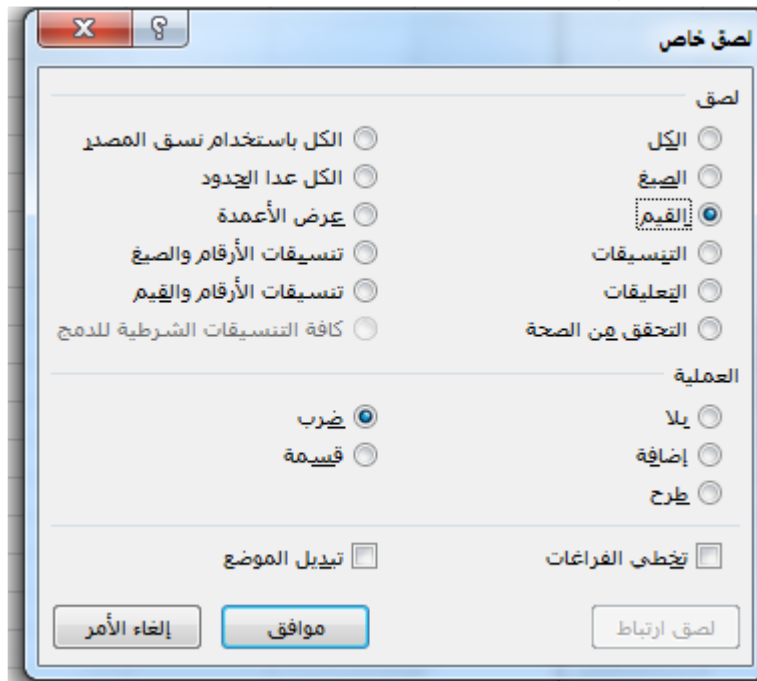 لصق خاص
لصق
الكل
الكل باستخدام نسق المصدر
الصيغ
الكل عدا الحدود
القيم
عرض الأعمدة
التنسيقات
تنسيقات الأرقام والصيغ
التعليقات
تنسيقات الأرقام والقيم
التحقق من الصحة
كافة التنسيقات الشرطية للدمج
العملية
بلا
ضرب
إضافة
قسمة
طرح
تخطي الفراغات
تبديل الموضع
لصق ارتباط
موافق
إلغاء الأمر